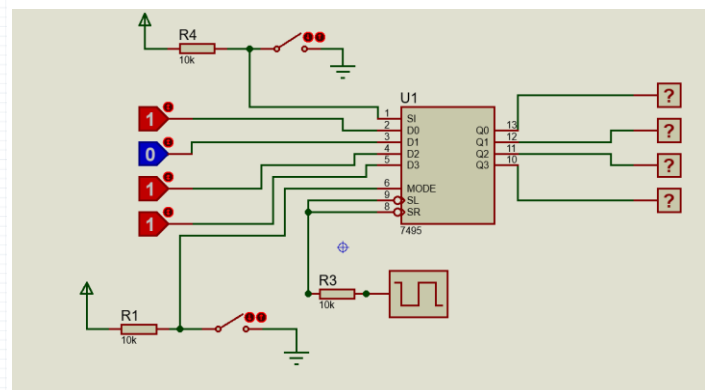 R4
10k
U1
1
0
1
1
1 SI
2 D0
3 D1
4 D2
5 D3
6 MODE
9 SL
8 SR
Q0 13
Q1 12
Q2 11
Q3 10
7495
?
?
?
?
R3
10k
R1
10k